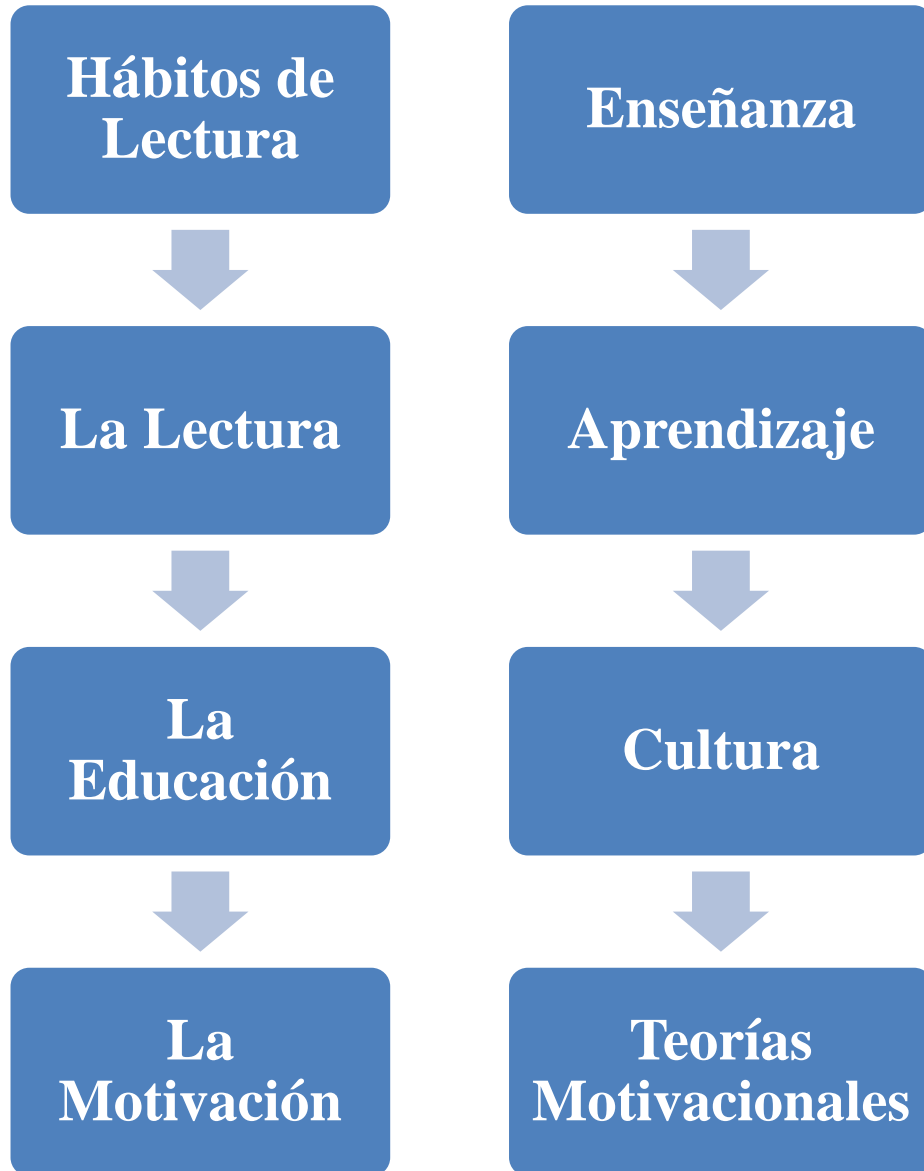 Hábitos de
Lectura
La Lectura
La
Educación
La
Motivación
Enseñanza
Aprendizaje
Cultura
Teorías
Motivacionales